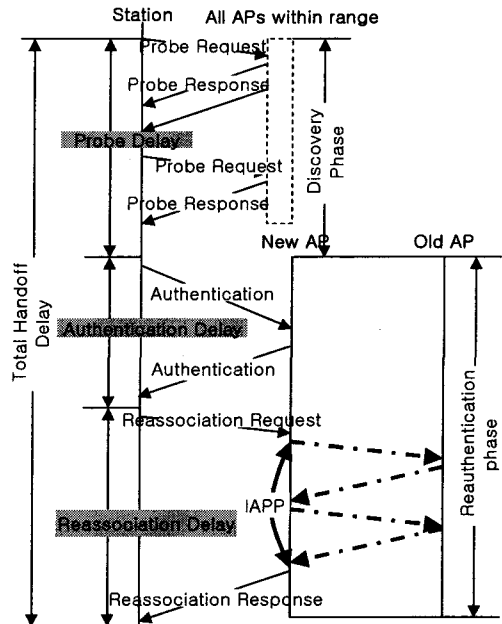 Station
All APs within range
Probe Request
Probe Response
Probe Delay
Probe Request
Probe Response
Discovery
Phase
New AP
Old AP
Total Handoff
Delay
Authentication
Authentication Delay
Authentication
Reassociation Request
Reauthentication
phase
IAPP
Reassociation Delay
Reassociation Response